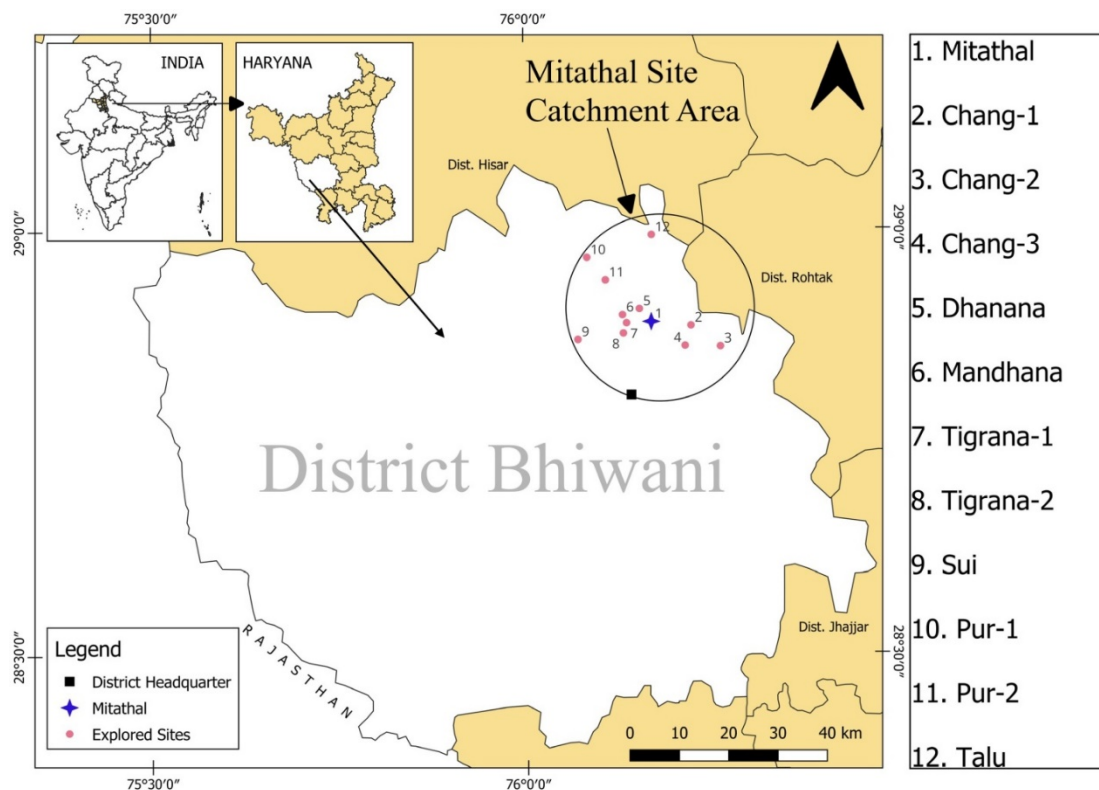 75°30'0"
76°0'0"
INDIA
HARYANA
Mitathal Site
Catchment Area
Dist. Hisar
29°0'0"
29°0'0"
12
10
11
Dist. Rohtak
5
6
1
2
7
9
8
4
3
District Bhiwani
Dist. Jhajjar
RAJASTHAN
28°30'0"
28°30'0"
Legend
District Headquarter
Mitathal
Explored Sites
0 10 20 30 40 km
75°30'0"
76°0'0"
1. Mitathal
2. Chang-1
3. Chang-2
4. Chang-3
5. Dhanana
6. Mandhana
7. Tigrana-1
8. Tigrana-2
9. Sui
10. Pur-1
11. Pur-2
12. Talu